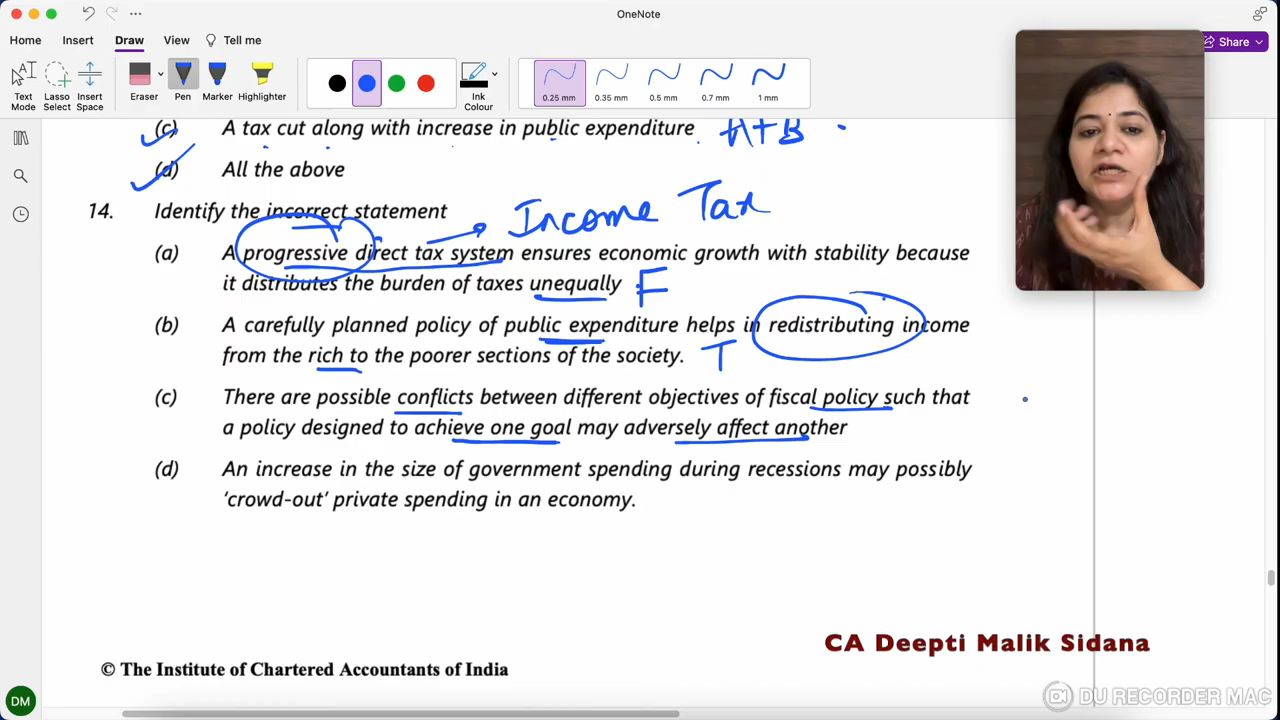 OneNote
Home Insert Draw View Tell me
Share
Text Mode
Lasso Select
Insert Space
Eraser
Pen
Marker
Highlighter
Ink Colour
0.25 mm 0.35 mm 0.5 mm 0.7 mm 1 mm
(c) A tax cut along with increase in public expenditure A+B
(d) All the above
14. Identify the incorrect statement
Income Tax
(a) A progressive direct tax system ensures economic growth with stability because
it distributes the burden of taxes unequally F
(b) A carefully planned policy of public expenditure helps in redistributing income
from the rich to the poorer sections of the society. T
(c) There are possible conflicts between different objectives of fiscal policy such that
a policy designed to achieve one goal may adversely affect another
(d) An increase in the size of government spending during recessions may possibly
‘crowd-out’ private spending in an economy.
CA Deepti Malik Sidana
© The Institute of Chartered Accountants of India
DM
DU RECORDER MAC